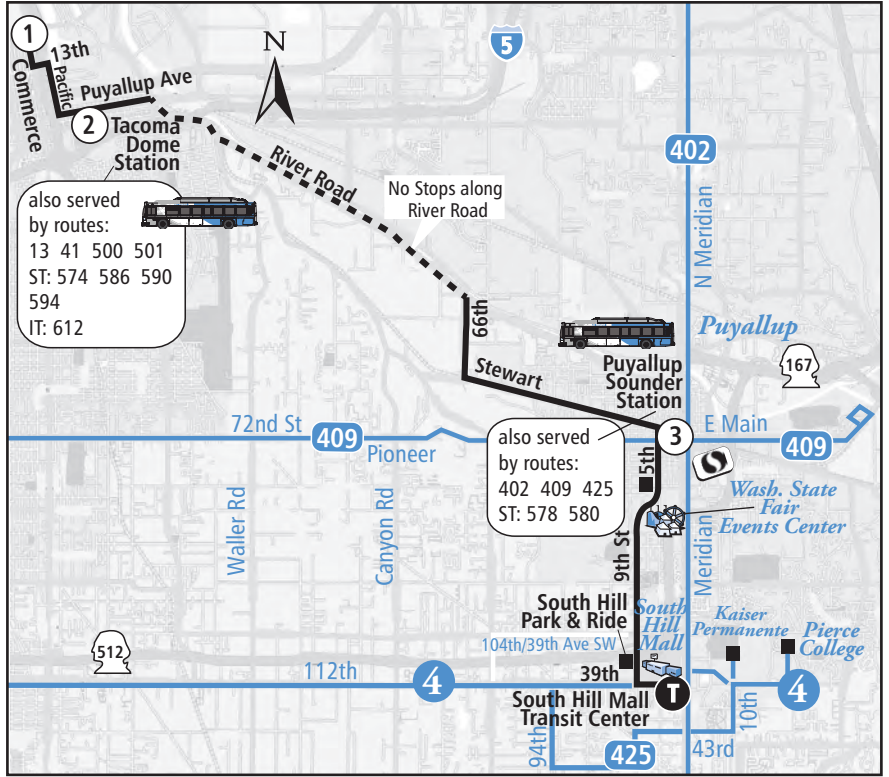 1
13th
Pacific
Commerce
Puyallup Ave
2
Tacoma
Dome
Station
N
5
402
River Road
No Stops along
River Road
also served
by routes:
13 41 500 501
ST: 574 586 590
594
IT: 612
N Meridian
66th
Puyallup
167
Stewart
Puyallup
Sounder
Station
72nd St
409
Pioneer
3
E Main
409
also served
by routes:
402 409 425
ST: 578 580
5th
S
Wash. State
Fair
Events Center
Waller Rd
Canyon Rd
9th St
Meridian
South Hill
Park & Ride
South
Hill
Mall
Kaiser
Permanente
Pierce
College
104th/39th Ave SW
512
112th
4
39th
T
4
South Hill Mall
Transit Center
10th
94th
425
43rd